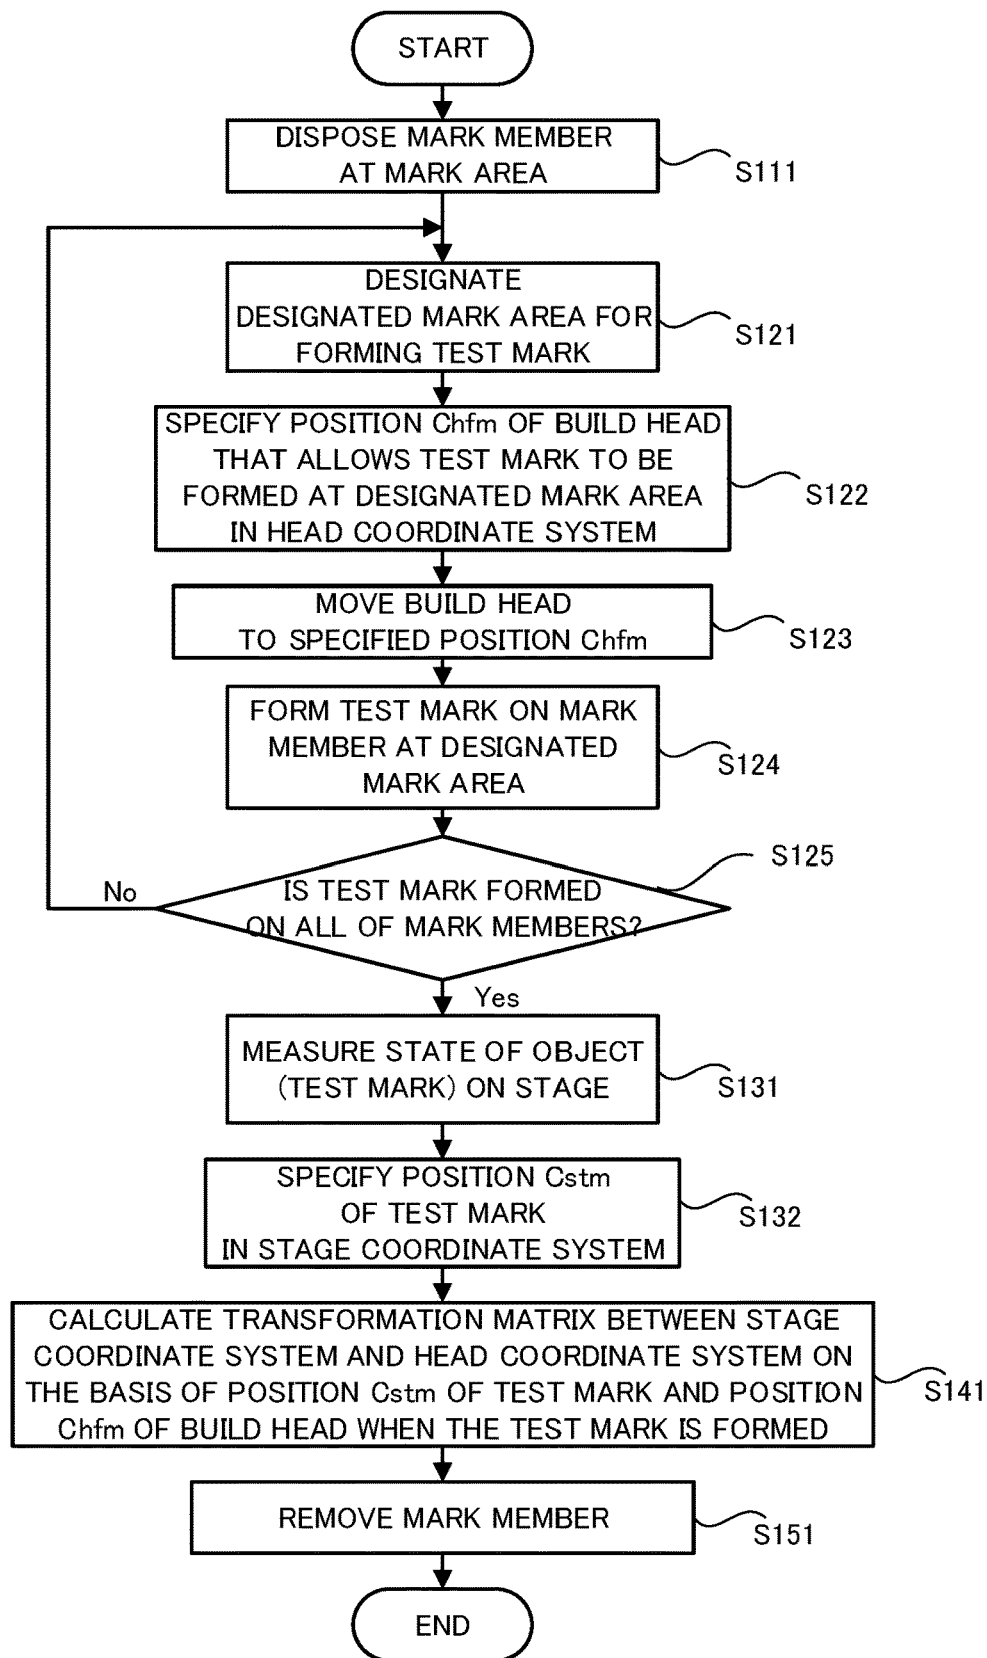 START
DISPOSE MARK MEMBER
AT MARK AREA
S111
DESIGNATE
DESIGNATED MARK AREA FOR
FORMING TEST MARK
S121
SPECIFY POSITION Chfm OF BUILD HEAD
THAT ALLOWS TEST MARK TO BE
FORMED AT DESIGNATED MARK AREA
IN HEAD COORDINATE SYSTEM
S122
MOVE BUILD HEAD
TO SPECIFIED POSITION Chfm
S123
FORM TEST MARK ON MARK
MEMBER AT DESIGNATED
MARK AREA
S124
IS TEST MARK FORMED
ON ALL OF MARK MEMBERS?
S125
No
Yes
MEASURE STATE OF OBJECT
(TEST MARK) ON STAGE
S131
SPECIFY POSITION Cstm
OF TEST MARK
IN STAGE COORDINATE SYSTEM
S132
CALCULATE TRANSFORMATION MATRIX BETWEEN STAGE
COORDINATE SYSTEM AND HEAD COORDINATE SYSTEM ON
THE BASIS OF POSITION Cstm OF TEST MARK AND POSITION
Chfm OF BUILD HEAD WHEN THE TEST MARK IS FORMED
S141
REMOVE MARK MEMBER
S151
END